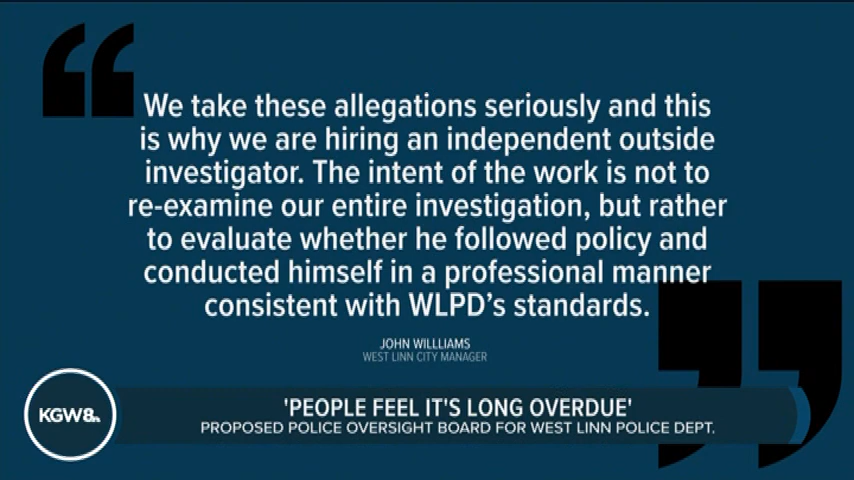 We take these allegations seriously and this
is why we are hiring an independent outside
investigator. The intent of the work is not to
re-examine our entire investigation, but rather
to evaluate whether he followed policy and
conducted himself in a professional manner
consistent with WLPD’s standards.
JOHN WILLLIAMS
WEST LINN CITY MANAGER
KGW8
'PEOPLE FEEL IT'S LONG OVERDUE'
PROPOSED POLICE OVERSIGHT BOARD FOR WEST LINN POLICE DEPT.